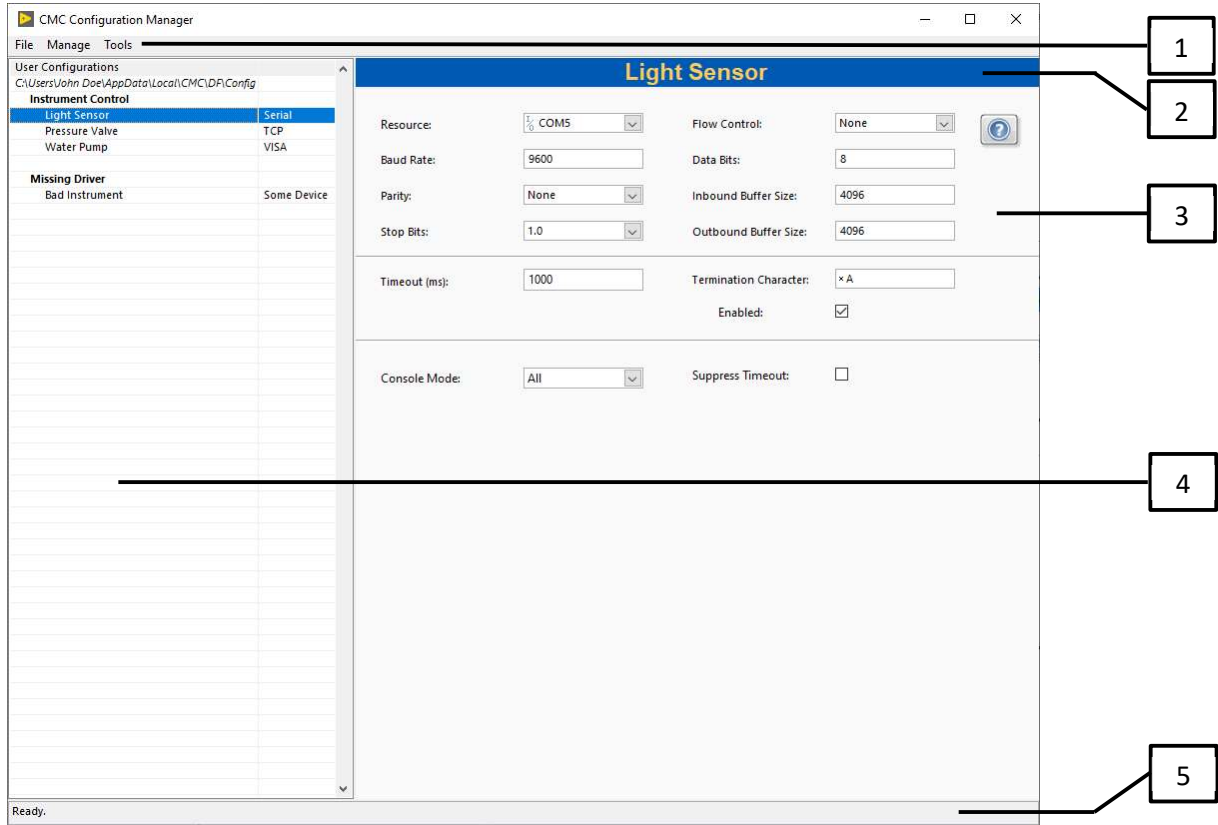 CMC Configuration Manager
File Manage Tools
1
User Configurations
C:\Users\John Doe\AppData\Local\CMC\DF\Config
Instrument Control
Light Sensor Serial
Pressure Valve TCP
Water Pump VISA
Missing Driver
Bad Instrument Some Device
Light Sensor
2
Resource: I/O COM5 Flow Control: None
Baud Rate: 9600 Data Bits: 8
Parity: None Inbound Buffer Size: 4096
3
Stop Bits: 1.0 Outbound Buffer Size: 4096
Timeout (ms): 1000 Termination Character: × A
Enabled:
Console Mode: All Suppress Timeout:
4
5
Ready.